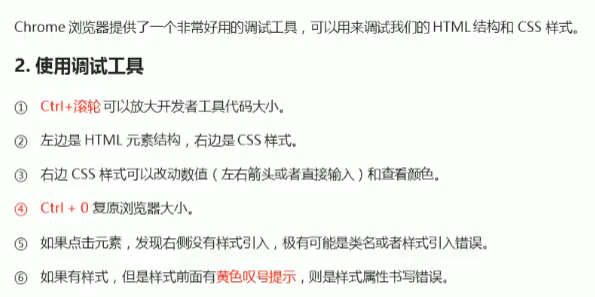 Chrome 浏览器提供了一个非常好用的调试工具，可以用来调试我们的 HTML 结构和 CSS 样式。
2. 使用调试工具
① Ctrl+滚轮 可以放大开发者工具代码大小。
② 左边是 HTML 元素结构，右边是 CSS 样式。
③ 右边 CSS 样式可以改动数值（左右箭头或者直接输入）和查看颜色。
④ Ctrl + 0 复原浏览器大小。
⑤ 如果点击元素，发现右侧没有样式引入，极有可能是类名或者样式引入错误。
⑥ 如果有样式，但是样式前面有黄色叹号提示，则是样式属性书写错误。